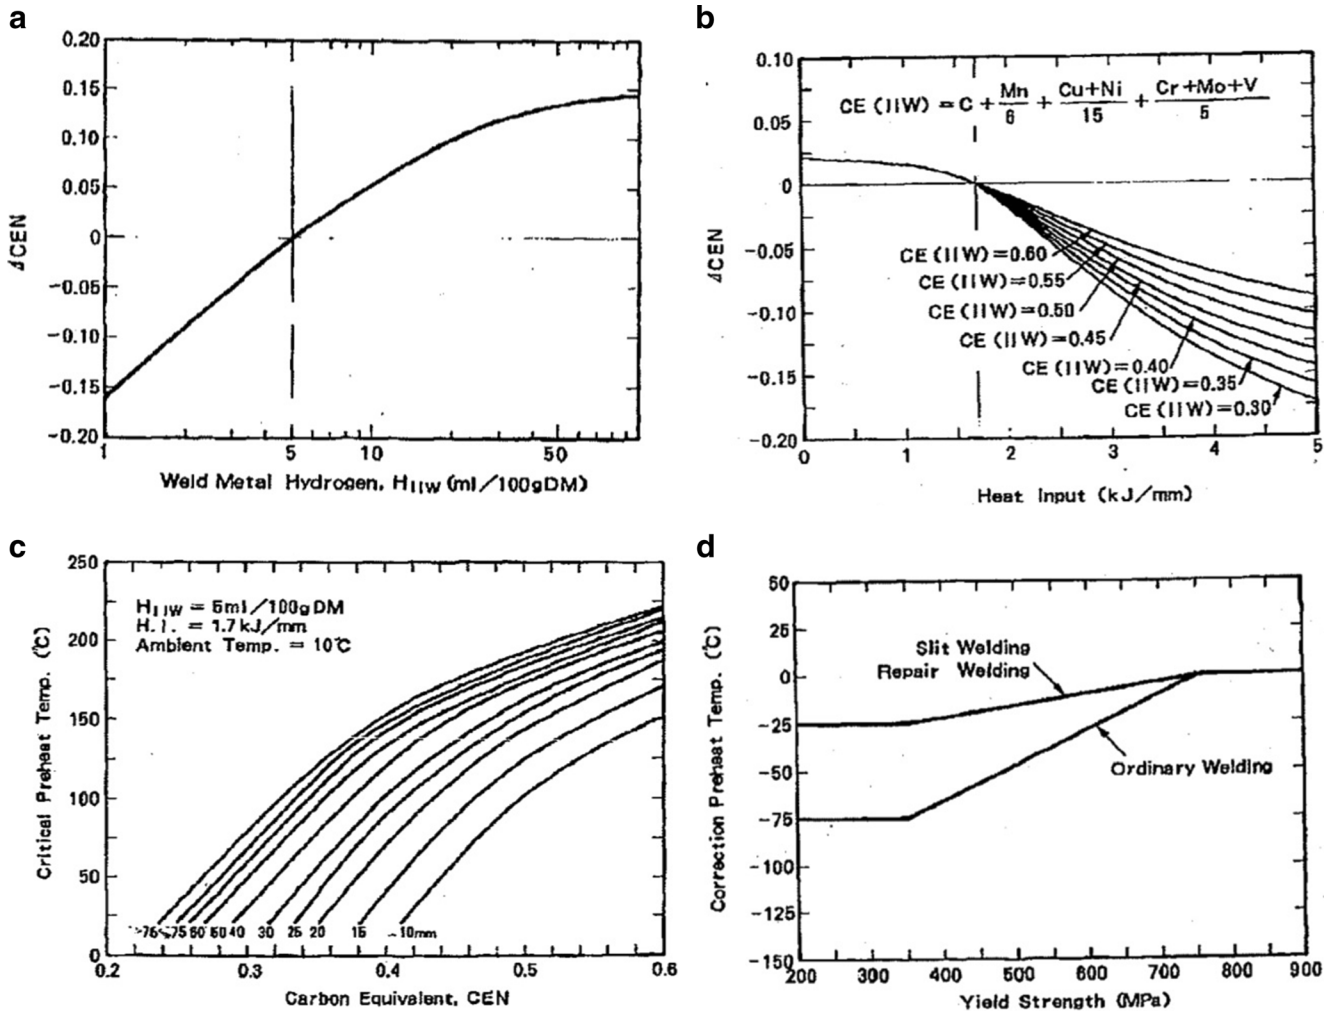 a
0.20
0.15
0.10
0.05
0
−0.05
−0.10
−0.15
−0.20
ΔCEN
1
5
10
50
Weld Metal Hydrogen, HIIW (ml/100gDM)
b
0.10
0.05
0
−0.05
−0.10
−0.15
−0.20
ΔCEN
CE (IIW) = C + Mn/6 + Cu+Ni/15 + Cr+Mo+V/5
CE (IIW)=0.60
CE (IIW)=0.55
CE (IIW)=0.50
CE (IIW)=0.45
CE (IIW)=0.40
CE (IIW)=0.35
CE (IIW)=0.30
0
1
2
3
4
5
Heat Input (kJ/mm)
c
250
200
150
100
50
0
Critical Preheat Temp. (℃)
HIIW = 5ml/100gDM
H.I. = 1.7kJ/mm
Ambient Temp. = 10℃
>75 75 60 50 40 30 25 20 15 10mm
0.2
0.3
0.4
0.5
0.6
Carbon Equivalent, CEN
d
50
25
0
−25
−50
−75
−100
−125
−150
Correction Preheat Temp. (℃)
Slit Welding
Repair Welding
Ordinary Welding
200
300
400
500
600
700
800
900
Yield Strength (MPa)